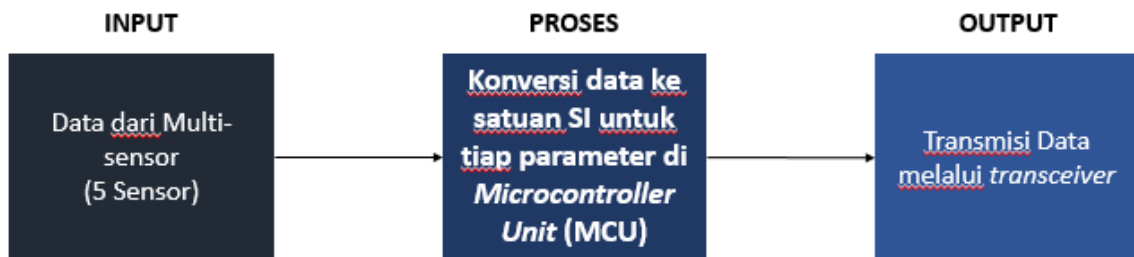 INPUT
PROSES
OUTPUT
Data dari Multi-
sensor
(5 Sensor)
Konversi data ke
satuan SI untuk
tiap parameter di
Microcontroller
Unit (MCU)
Transmisi Data
melalui transceiver